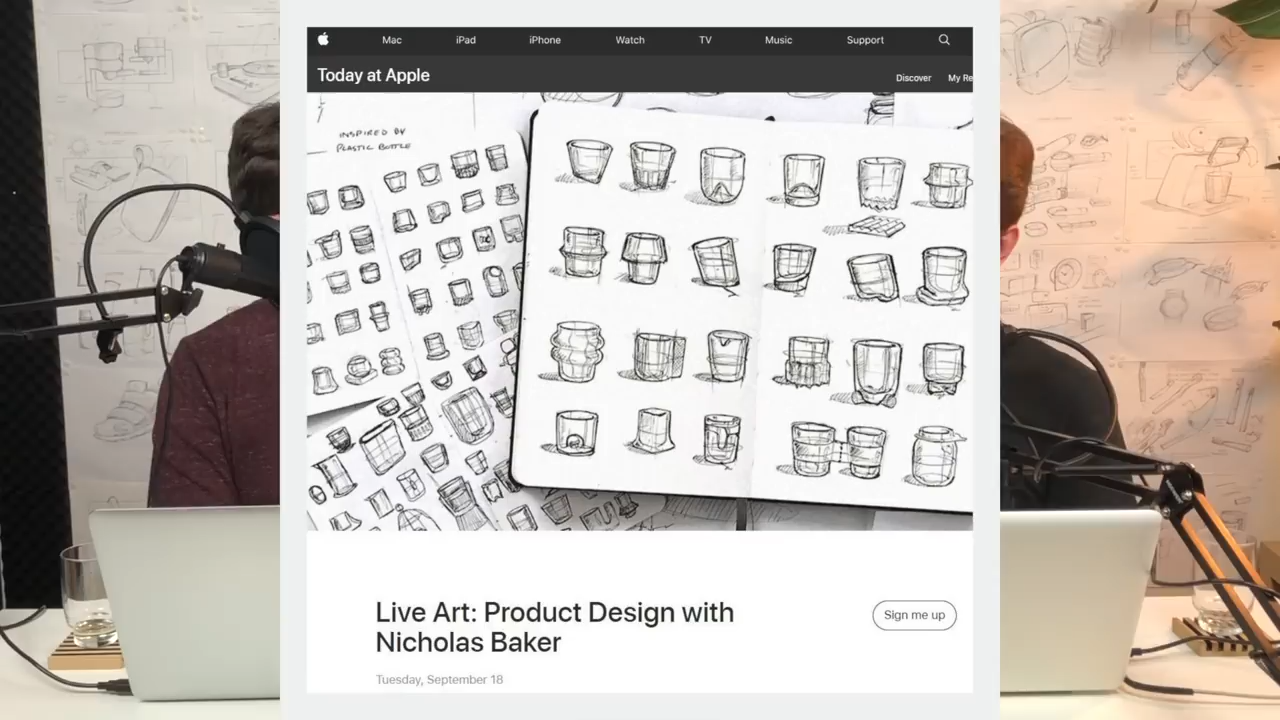 Mac iPad iPhone Watch TV Music Support
Today at Apple
Discover My Re
INSPIRED BY
PLASTIC BOTTLE
Live Art: Product Design with
Nicholas Baker
Sign me up
Tuesday, September 18